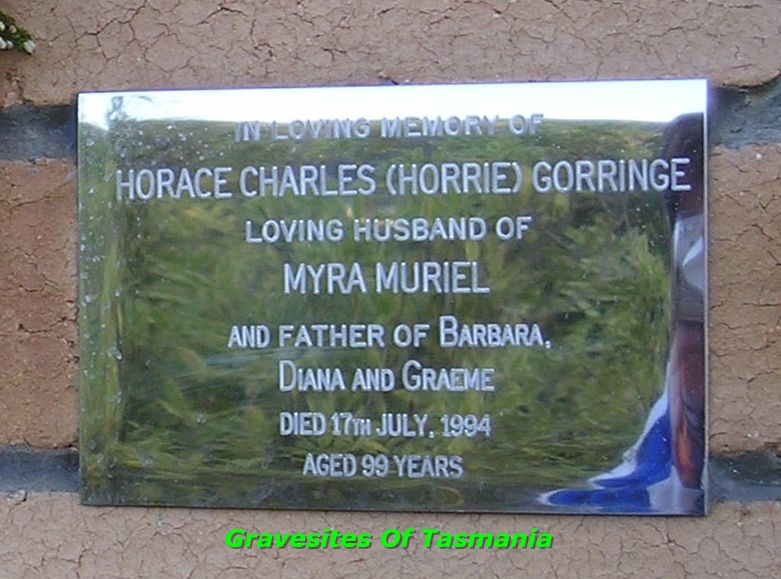 IN LOVING MEMORY OF
HORACE CHARLES (HORRIE) GORRINGE
LOVING HUSBAND OF
MYRA MURIEL
AND FATHER OF BARBARA,
DIANA AND GRAEME
DIED 17TH JULY, 1994
AGED 99 YEARS
Gravesites Of Tasmania